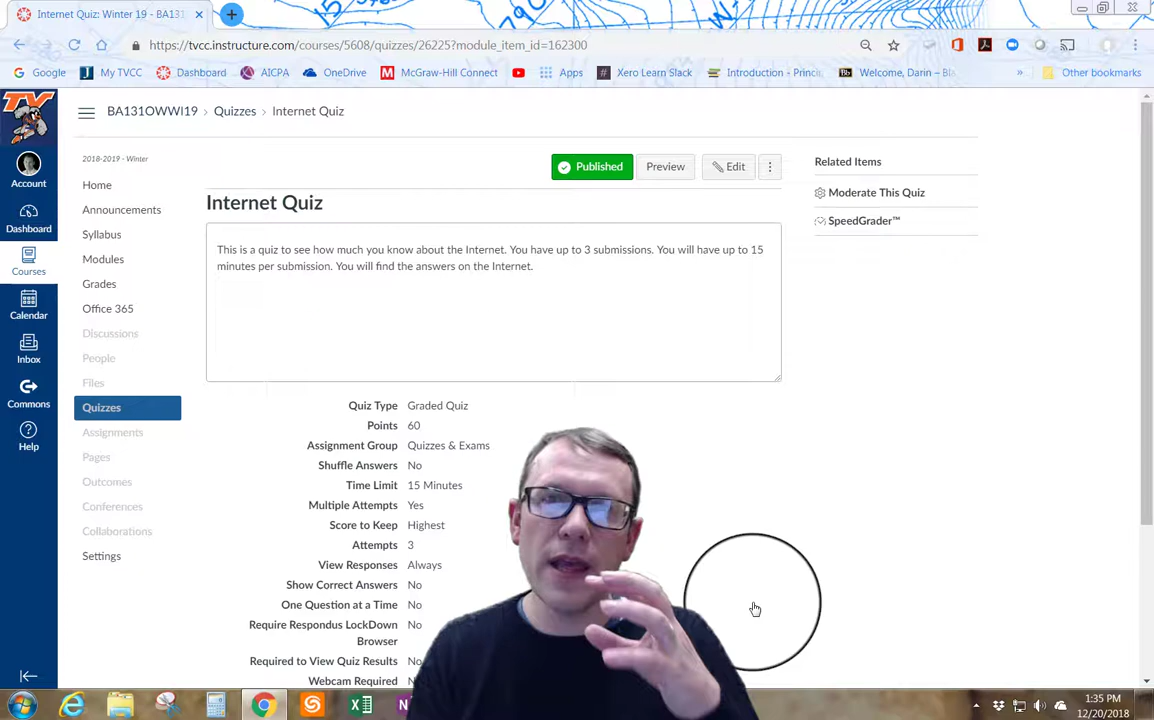 Internet Quiz: Winter 19 - BA131
https://tvcc.instructure.com/courses/5608/quizzes/26225?module_item_id=162300
Google My TVCC Dashboard AICPA OneDrive McGraw-Hill Connect Apps Xero Learn Slack Introduction - Princi Welcome, Darin – Bla » Other bookmarks
TV
Account
Dashboard
Courses
Calendar
Inbox
Commons
Help
BA131OWWI19 > Quizzes > Internet Quiz
2018-2019 - Winter
Home
Announcements
Syllabus
Modules
Grades
Office 365
Discussions
People
Files
Quizzes
Assignments
Pages
Outcomes
Conferences
Collaborations
Settings
Published Preview Edit
Internet Quiz
This is a quiz to see how much you know about the Internet. You have up to 3 submissions. You will have up to 15
minutes per submission. You will find the answers on the Internet.
Quiz Type Graded Quiz
Points 60
Assignment Group Quizzes & Exams
Shuffle Answers No
Time Limit 15 Minutes
Multiple Attempts Yes
Score to Keep Highest
Attempts 3
View Responses Always
Show Correct Answers No
One Question at a Time No
Require Respondus LockDown No
Browser
Required to View Quiz Results No
Webcam Required No
Related Items
Moderate This Quiz
SpeedGrader™
1:35 PM
12/20/2018